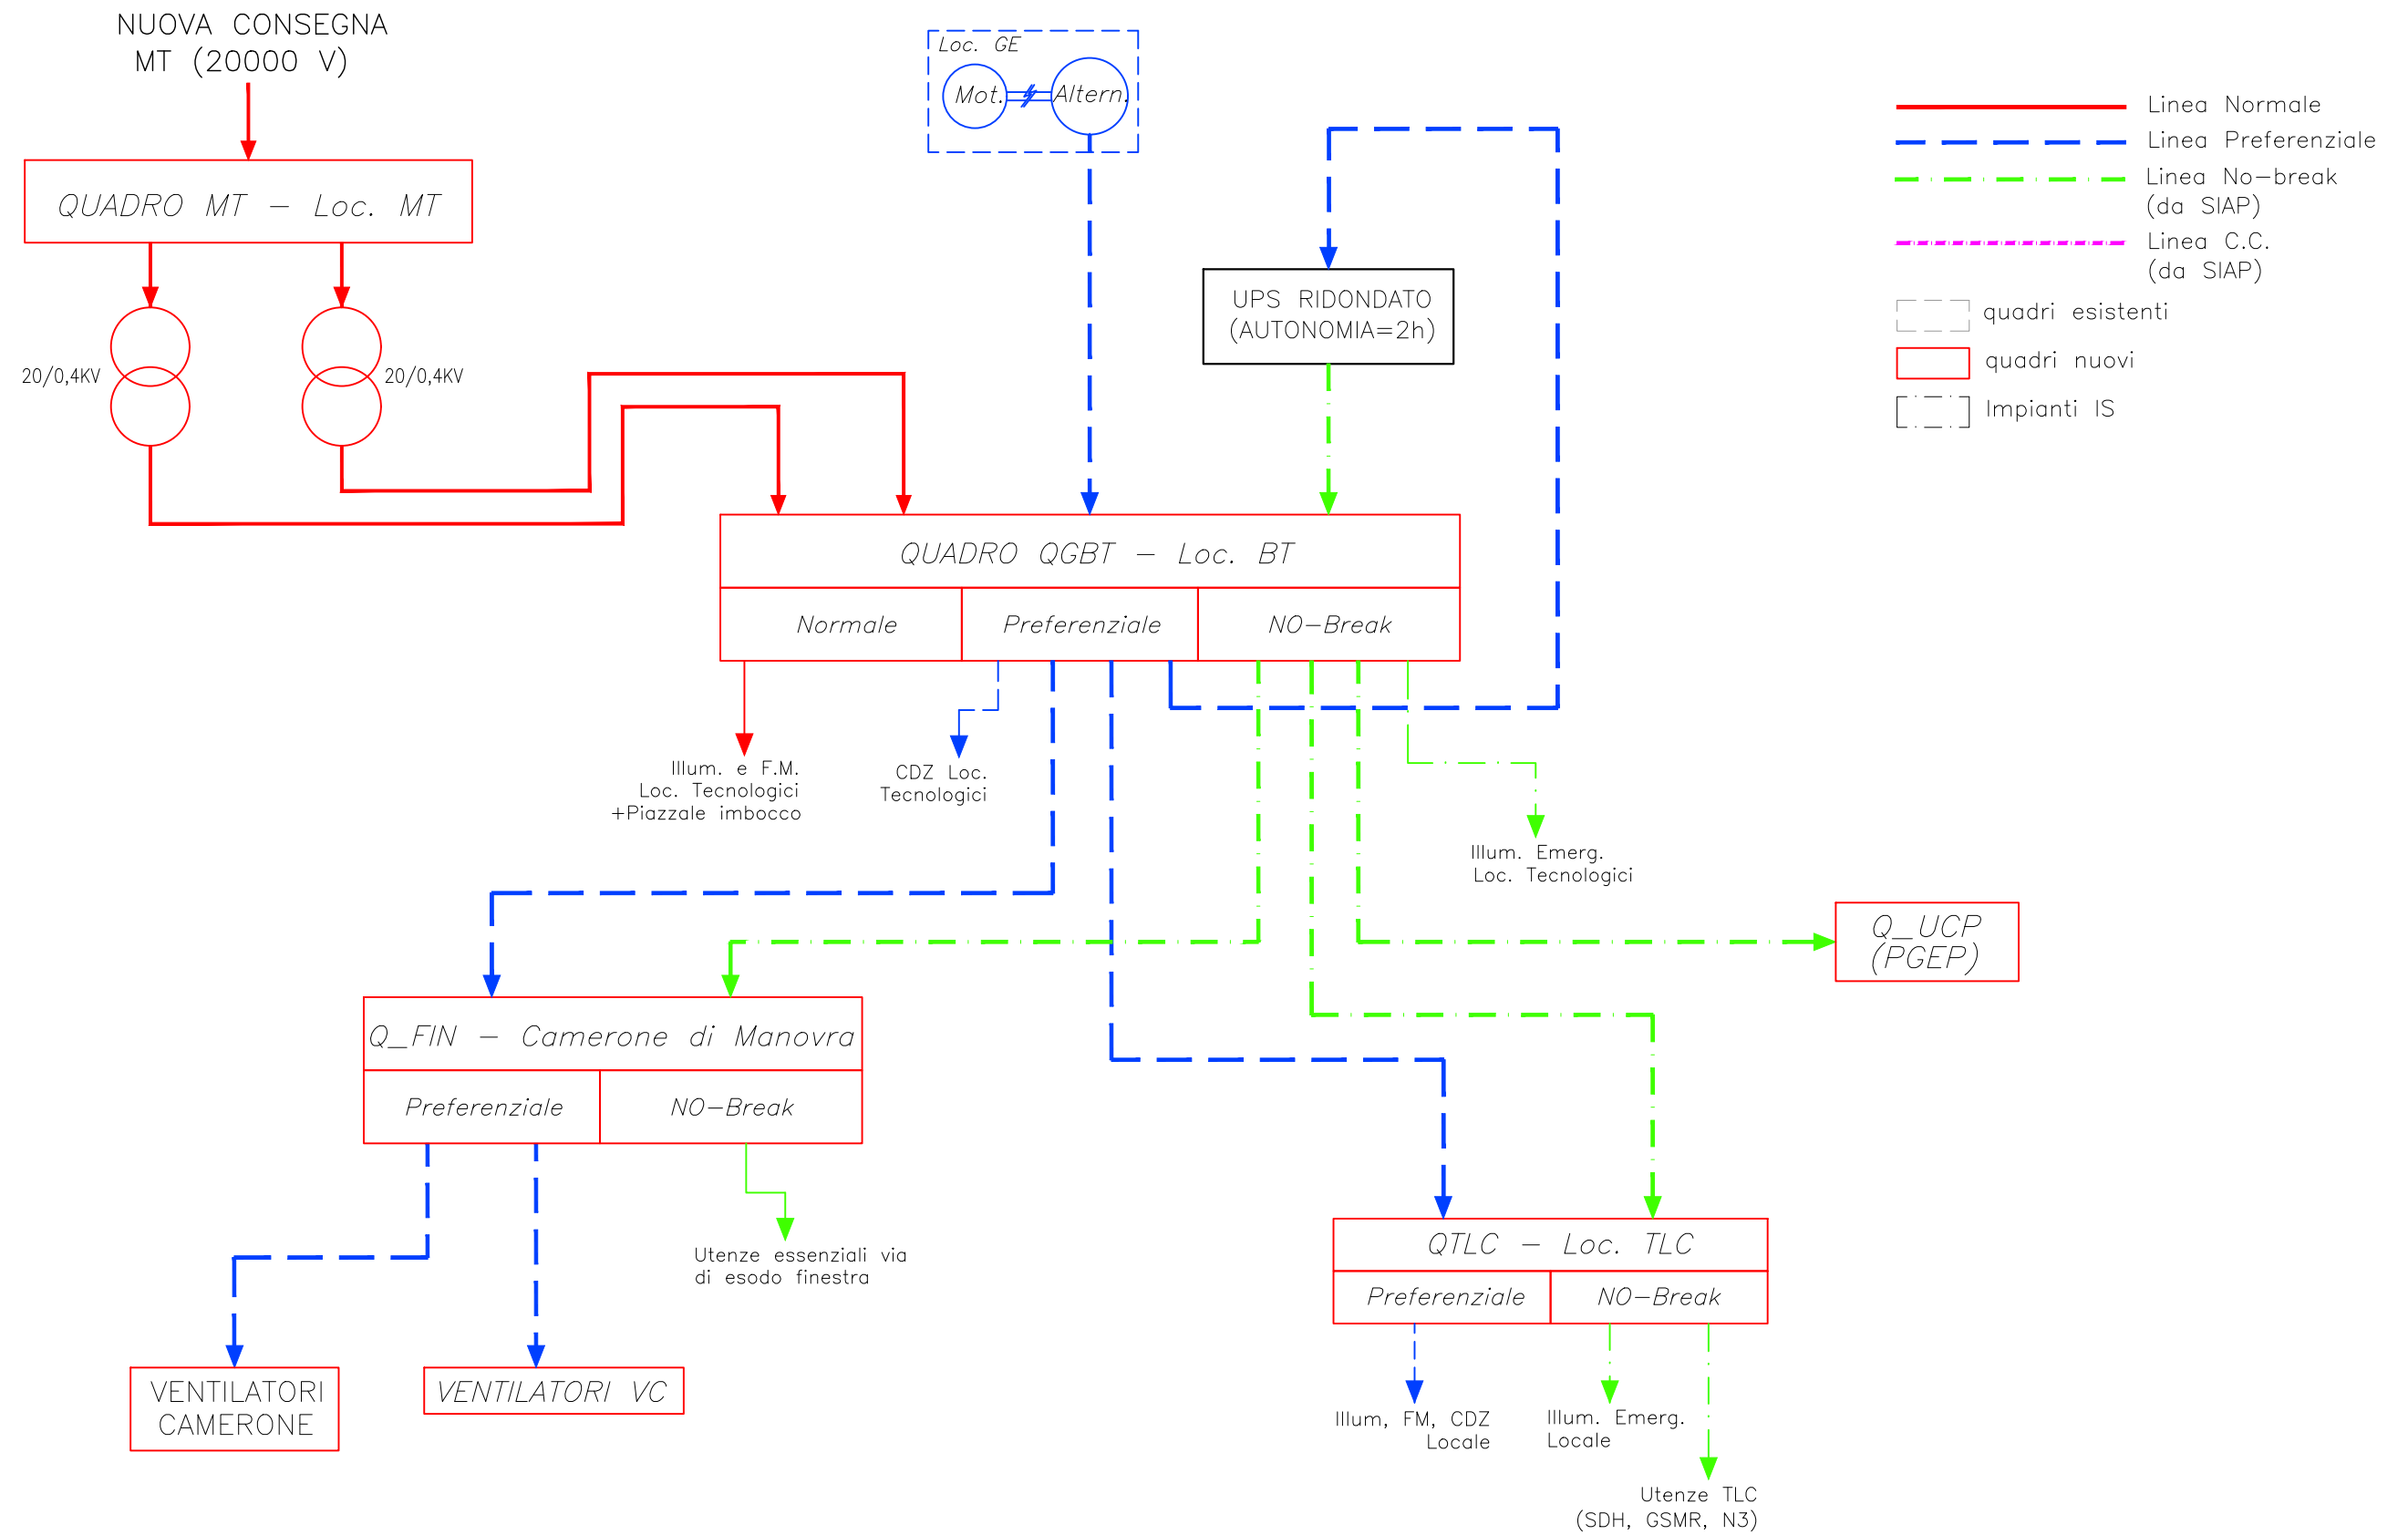 NUOVA CONSEGNA
MT (20000 V)
QUADRO MT - Loc. MT
20/0,4KV
20/0,4KV
Loc. GE
Mot.
Altern.
UPS RIDONDATO
(AUTONOMIA=2h)
Linea Normale
Linea Preferenziale
Linea No-break
(da SIAP)
Linea C.C.
(da SIAP)
quadri esistenti
quadri nuovi
Impianti IS
QUADRO QGBT - Loc. BT
Normale
Preferenziale
NO-Break
Illum. e F.M.
Loc. Tecnologici
+Piazzale imbocco
CDZ Loc.
Tecnologici
Illum. Emerg.
Loc. Tecnologici
Q_UCP
(PGEP)
Q_FIN - Camerone di Manovra
Preferenziale
NO-Break
Utenze essenziali via
di esodo finestra
VENTILATORI
CAMERONE
VENTILATORI VC
QTLC - Loc. TLC
Preferenziale
NO-Break
Illum, FM, CDZ
Locale
Illum. Emerg.
Locale
Utenze TLC
(SDH, GSMR, N3)